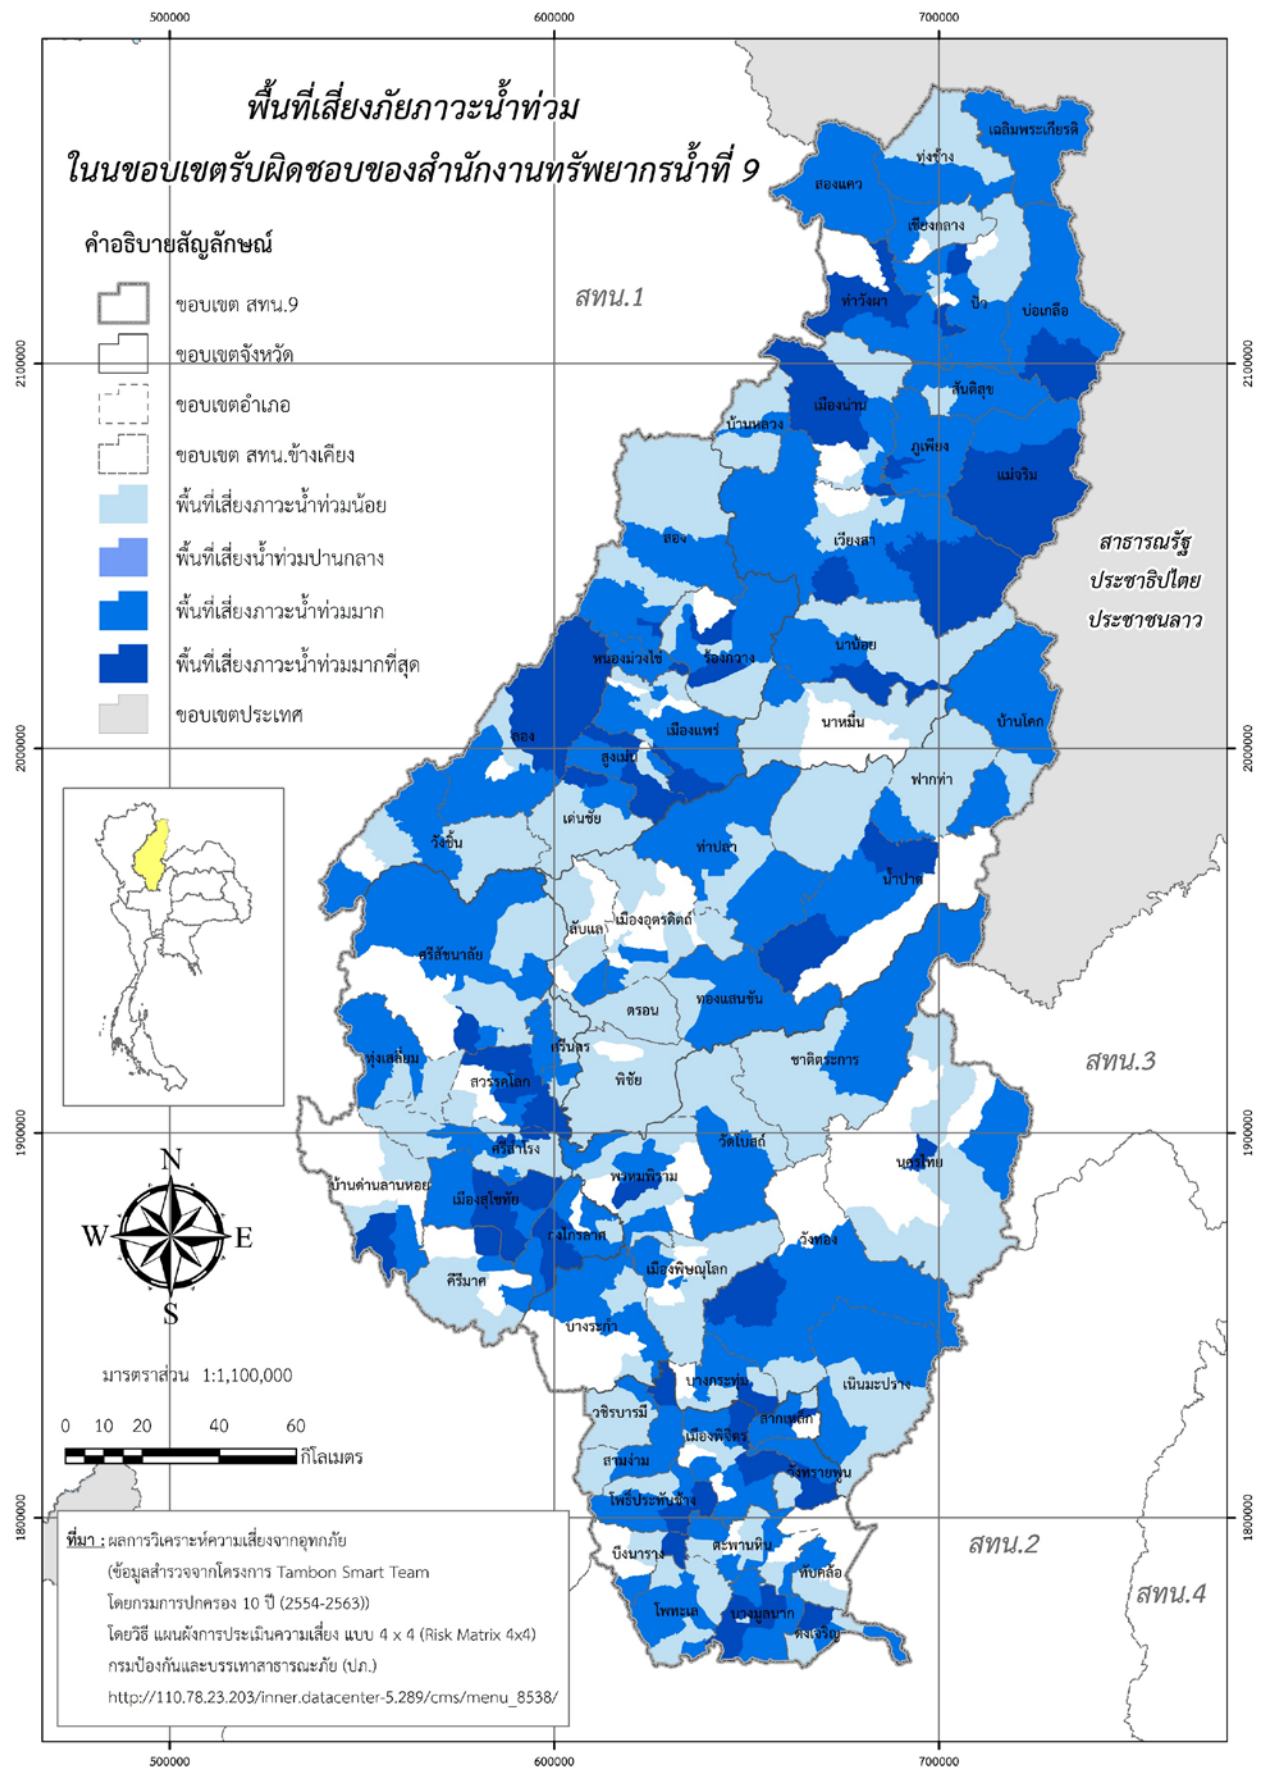 500000
600000
700000
พื้นที่เสี่ยงภัยภาวะน้ำท่วม
ในนขอบเขตรับผิดชอบของสำนักงานทรัพยากรน้ำที่ 9
คำอธิบายสัญลักษณ์
ขอบเขต สทน.9
ขอบเขตจังหวัด
ขอบเขตอำเภอ
ขอบเขต สทน.ข้างเคียง
พื้นที่เสี่ยงภาวะน้ำท่วมน้อย
พื้นที่เสี่ยงน้ำท่วมปานกลาง
พื้นที่เสี่ยงภาวะน้ำท่วมมาก
พื้นที่เสี่ยงภาวะน้ำท่วมมากที่สุด
ขอบเขตประเทศ
สทน.1
เฉลิมพระเกียรติ
ทุ่งช้าง
สองแคว
เชียงกลาง
ท่าวังผา
ปัว
บ่อเกลือ
2100000
2100000
สันติสุข
เมืองน่าน
บ้านหลวง
ภูเพียง
แม่จริม
สอง
เวียงสา
สาธารณรัฐ
ประชาธิปไตย
ประชาชนลาว
นาน้อย
หนองม่วงไข่
ร้องกวาง
นาหมื่น
บ้านโคก
เมืองแพร่
ลอง
2000000
2000000
สูงเม่น
ฟากท่า
เด่นชัย
วังชิ้น
ท่าปลา
น้ำปาด
เมืองอุตรดิตถ์
ลับแล
ศรีสัชนาลัย
ทองแสนขัน
ตรอน
ศรีนคร
ทุ่งเสลี่ยม
ชาติตระการ
สทน.3
สวรรคโลก
พิชัย
1900000
1900000
วัดโบสถ์
ศรีสำโรง
นครไทย
พรหมพิราม
บ้านด่านลานหอย
เมืองสุโขทัย
กงไกรลาศ
วังทอง
เมืองพิษณุโลก
คีรีมาศ
บางระกำ
N
W
E
S
มารตราส่วน 1:1,100,000
0 10 20 40 60
กิโลเมตร
บางกระทุ่ม
เนินมะปราง
วชิรบารมี
สากเหล็ก
เมืองพิจิตร
สามง่าม
วังทรายพูน
โพธิ์ประทับช้าง
1800000
1800000
สทน.2
ตะพานหิน
บึงนาราง
ทับคล้อ
สทน.4
โพทะเล
บางมูลนาก
ดงเจริญ
ที่มา : ผลการวิเคราะห์ความเสี่ยงจากอุทกภัย
(ข้อมูลสำรวจจากโครงการ Tambon Smart Team
โดยกรมการปกครอง 10 ปี (2554-2563))
โดยวิธี แผนผังการประเมินความเสี่ยง แบบ 4 x 4 (Risk Matrix 4x4)
กรมป้องกันและบรรเทาสาธารณะภัย (ปภ.)
http://110.78.23.203/inner.datacenter-5.289/cms/menu_8538/
500000
600000
700000